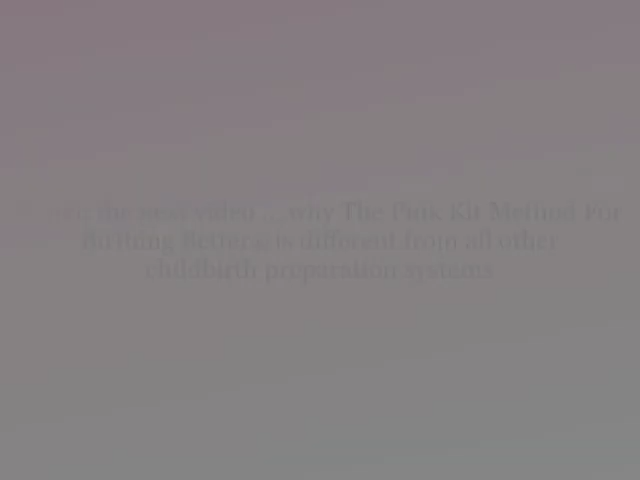 the next video ... why The Pink Kit Method For
Birthing Better® is different from all other
childbirth preparation systems